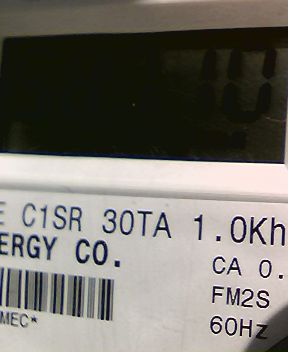 E C1SR 30TA 1.0Kh
ERGY CO.
CA 0.
FM2S
MEC*
60Hz